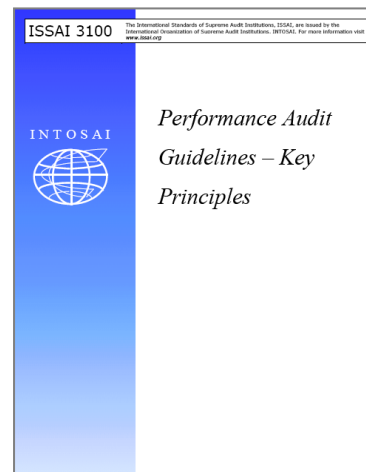 ISSAI 3100
The International Standards of Supreme Audit Institutions, ISSAI, are issued by the
International Organization of Supreme Audit Institutions, INTOSAI. For more information visit
www.issai.org
INTOSAI
Performance Audit
Guidelines – Key
Principles